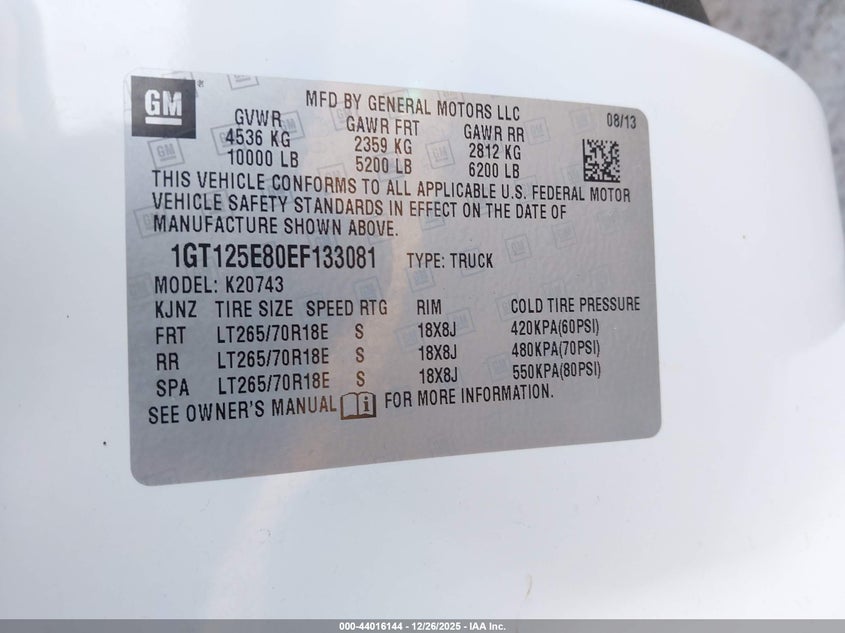 GM
MFD BY GENERAL MOTORS LLC
08/13
GVWR GAWR FRT GAWR RR
4536 KG 2359 KG 2812 KG
10000 LB 5200 LB 6200 LB
THIS VEHICLE CONFORMS TO ALL APPLICABLE U.S. FEDERAL MOTOR
VEHICLE SAFETY STANDARDS IN EFFECT ON THE DATE OF
MANUFACTURE SHOWN ABOVE.
1GT125E80EF133081 TYPE: TRUCK
MODEL: K20743
KJNZ TIRE SIZE SPEED RTG RIM COLD TIRE PRESSURE
FRT LT265/70R18E S 18X8J 420KPA(60PSI)
RR LT265/70R18E S 18X8J 480KPA(70PSI)
SPA LT265/70R18E S 18X8J 550KPA(80PSI)
SEE OWNER'S MANUAL FOR MORE INFORMATION.
000-44016144 - 12/26/2025 - IAA Inc.